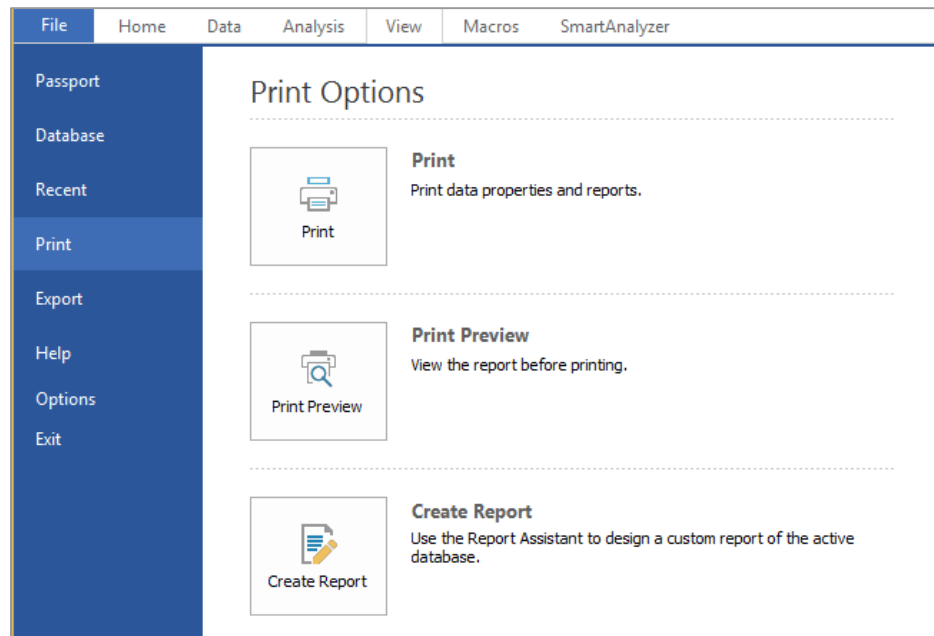 File Home Data Analysis View Macros SmartAnalyzer
Passport
Database
Recent
Print
Export
Help
Options
Exit
Print Options
Print
Print
Print data properties and reports.
Print Preview
Print Preview
View the report before printing.
Create Report
Create Report
Use the Report Assistant to design a custom report of the active
database.